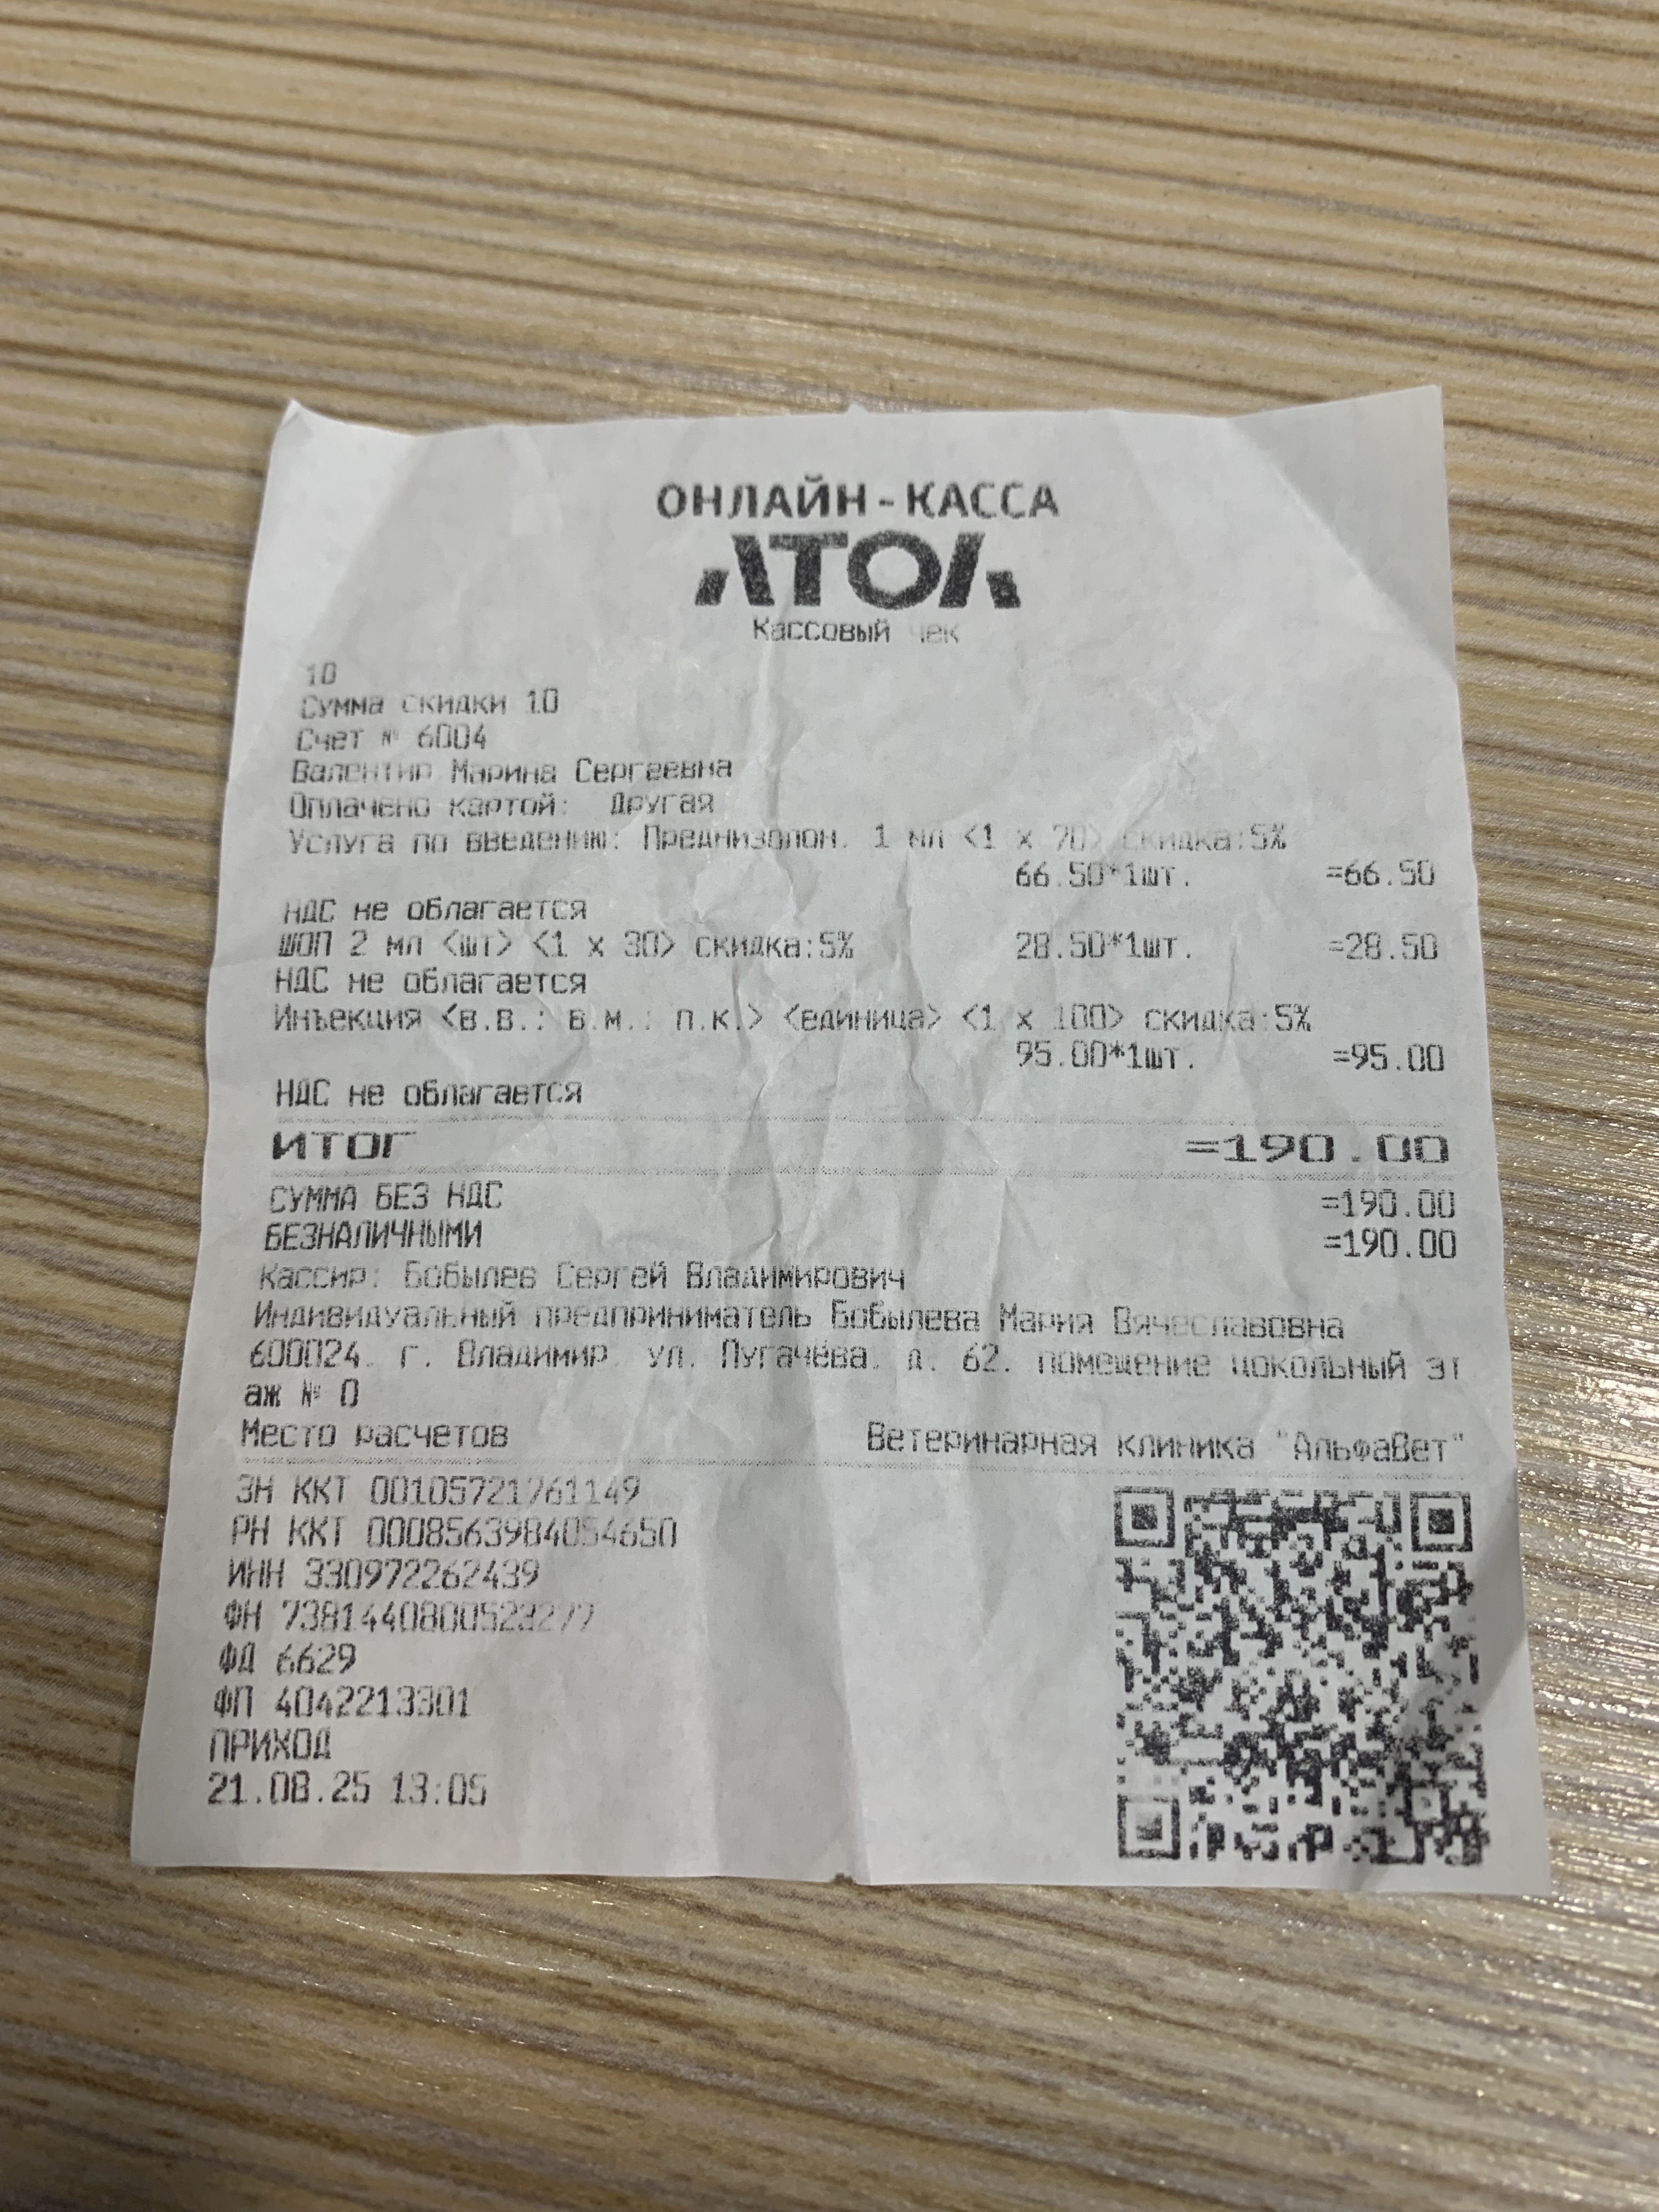 ОНЛАЙН-КАССА
АТОЛ
Кассовый чек
10
Сумма скидки 10
Счет № 6004
Валентир Марина Сергеевна
Оплачено картой: Другая
Услуга по введению: Преднизолон. 1 мл <1 x 70> скидка:5%
66.50*1шт. =66.50
НДС не облагается
ШОП 2 мл <шт> <1 x 30> скидка:5% 28.50*1шт. =28.50
НДС не облагается
Инъекция <в.в.: в.м.: п.к.> <единица> <1 x 100> скидка:5%
95.00*1шт. =95.00
НДС не облагается
ИТОГ =190.00
СУММА БЕЗ НДС =190.00
БЕЗНАЛИЧНЫМИ =190.00
Кассир: Бобылев Сергей Владимирович
Индивидуальный предприниматель Бобылева Мария Вячеславовна
600024. г. Владимир. ул. Пугачёва. д. 62. помещение цокольный эт
аж № 0
Место расчетов Ветеринарная клиника "АльфаВет"
ЗН ККТ 00105721761149
РН ККТ 0008563984054650
ИНН 330972262439
ФН 7381440800523277
ФД 6629
ФП 4042213301
ПРИХОД
21.08.25 13:05